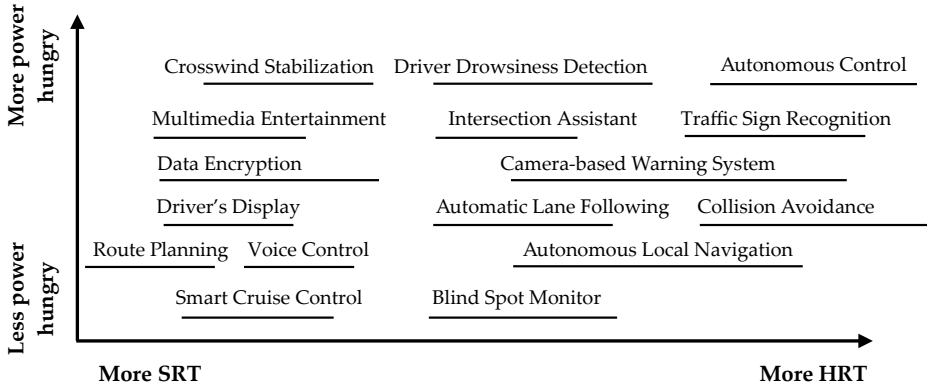 More power
hungry
Crosswind Stabilization Driver Drowsiness Detection Autonomous Control
Multimedia Entertainment Intersection Assistant Traffic Sign Recognition
Data Encryption Camera-based Warning System
Driver's Display Automatic Lane Following Collision Avoidance
Less power
hungry
Route Planning Voice Control Autonomous Local Navigation
Smart Cruise Control Blind Spot Monitor
More SRT More HRT